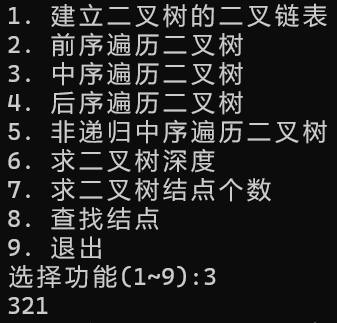 1. 建立二叉树的二叉链表
2. 前序遍历二叉树
3. 中序遍历二叉树
4. 后序遍历二叉树
5. 非递归中序遍历二叉树
6. 求二叉树深度
7. 求二叉树结点个数
8. 查找结点
9. 退出
选择功能(1~9):3
321